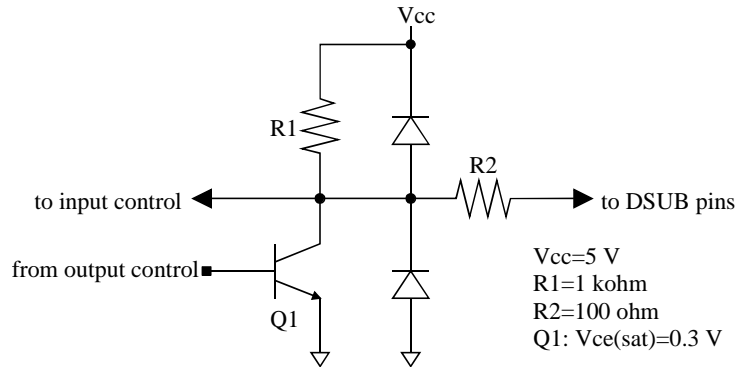 Vcc
R1
R2
to input control
to DSUB pins
from output control
Q1
Vcc=5 V
R1=1 kohm
R2=100 ohm
Q1: Vce(sat)=0.3 V